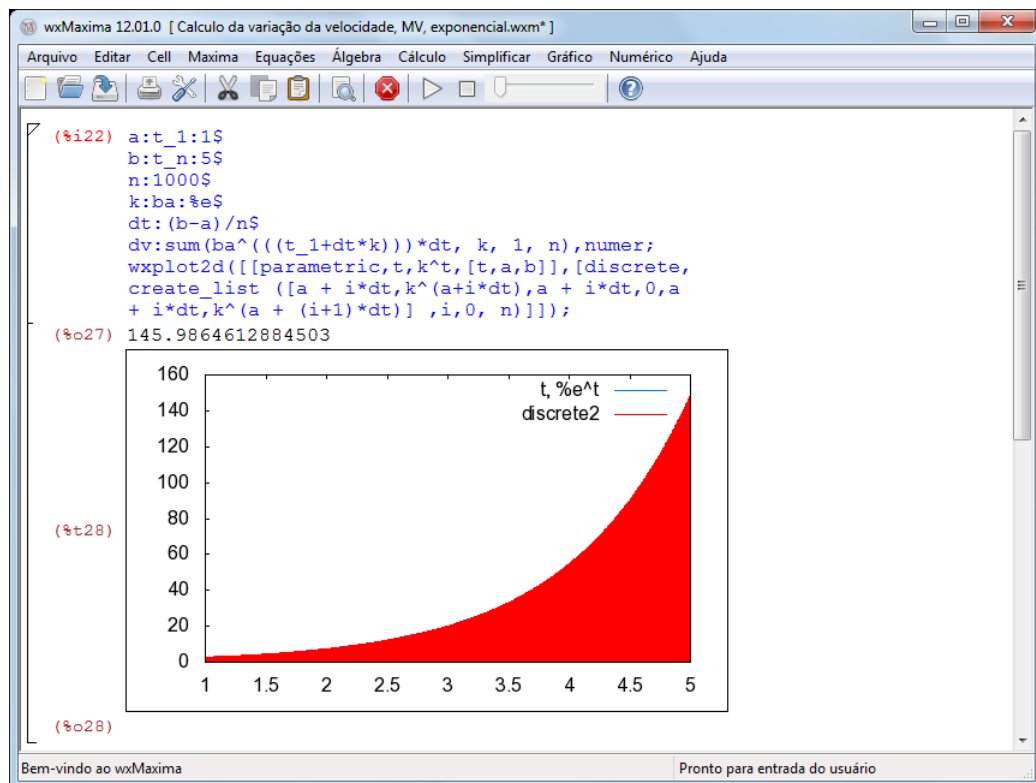 wxMaxima 12.01.0 [ Calculo da variação da velocidade, MV, exponencial.wxm* ]
Arquivo Editar Cell Maxima Equações Álgebra Cálculo Simplificar Gráfico Numérico Ajuda
(%i22) a:t_1:1$
b:t_n:5$
n:1000$
k:ba:%e$
dt:(b-a)/n$
dv:sum(ba^(((t_1+dt*k)))*dt, k, 1, n),numer;
wxplot2d([[parametric,t,k^t,[t,a,b]],[discrete,
create_list ([a + i*dt,k^(a+i*dt),a + i*dt,0,a
+ i*dt,k^(a + (i+1)*dt)] ,i,0, n)]]);
(%o27) 145.9864612884503
160
t, %e^t
140
discrete2
120
100
80
(%t28)
60
40
20
0
1 1.5 2 2.5 3 3.5 4 4.5 5
(%o28)
Bem-vindo ao wxMaxima
Pronto para entrada do usuário